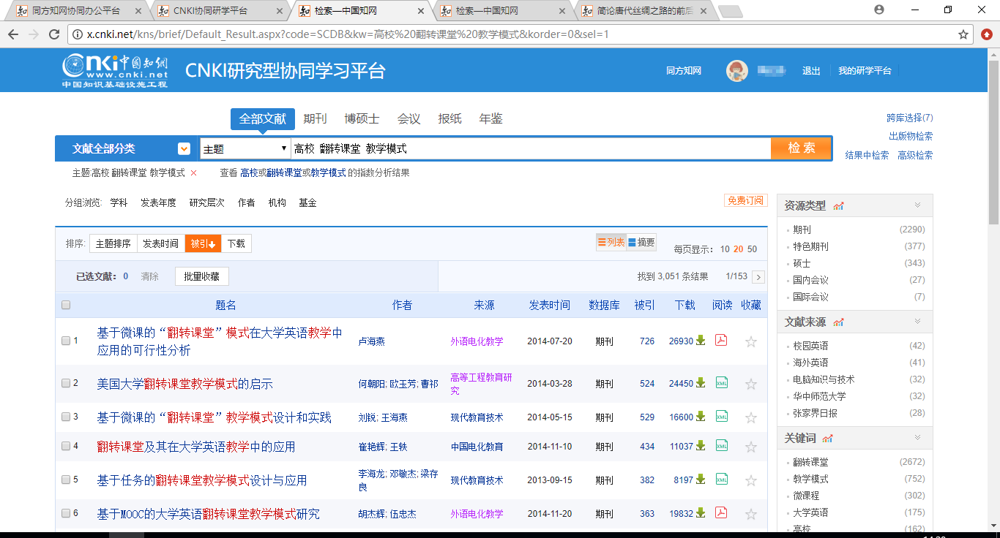 同方知网协同办公平台 CNKI协同研学平台 检索—中国知网 检索—中国知网 简论唐代丝绸之路的前后
x.cnki.net/kns/brief/Default_Result.aspx?code=SCDB&kw=高校%20翻转课堂%20教学模式&korder=0&sel=1
Cnki中国知网
www.cnki.net
中国知识基础设施工程
CNKI研究型协同学习平台
同方知网 退出 我的研学平台
全部文献 期刊 博硕士 会议 报纸 年鉴
跨库选择(7)
出版物检索
结果中检索 高级检索
文献全部分类 主题 高校 翻转课堂 教学模式 检 索
主题:高校 翻转课堂 教学模式 × 查看 高校或翻转课堂或教学模式 的指数分析结果
分组浏览: 学科 发表年度 研究层次 作者 机构 基金 免费订阅
排序: 主题排序 发表时间 被引 下载 列表 摘要 每页显示: 10 20 50
已选文献: 0 清除 批量收藏 找到 3,051 条结果 1/153
题名 作者 来源 发表时间 数据库 被引 下载 阅读 收藏
1 基于微课的“翻转课堂”模式在大学英语教学中
应用的可行性分析 卢海燕 外语电化教学 2014-07-20 期刊 726 26930
2 美国大学翻转课堂教学模式的启示 何朝阳; 欧玉芳; 曹祁 高等工程教育研
究 2014-03-28 期刊 524 24450 XML
3 基于微课的“翻转课堂”教学模式设计和实践 刘锐; 王海燕 现代教育技术 2014-05-15 期刊 529 16600 XML
4 翻转课堂及其在大学英语教学中的应用 崔艳辉; 王轶 中国电化教育 2014-11-10 期刊 434 11037 XML
5 基于任务的翻转课堂教学模式设计与应用 李海龙; 邓敏杰; 梁存
良 现代教育技术 2013-09-15 期刊 382 8197 XML
6 基于MOOC的大学英语翻转课堂教学模式研究 胡杰辉; 伍忠杰 外语电化教学 2014-11-20 期刊 363 19832
资源类型
期刊 (2290)
特色期刊 (377)
硕士 (343)
国内会议 (27)
国际会议 (7)
文献来源
校园英语 (42)
海外英语 (41)
电脑知识与技术 (32)
华中师范大学 (32)
张家界日报 (28)
关键词
翻转课堂 (2672)
教学模式 (752)
微课程 (302)
大学英语 (175)
高校 (162)